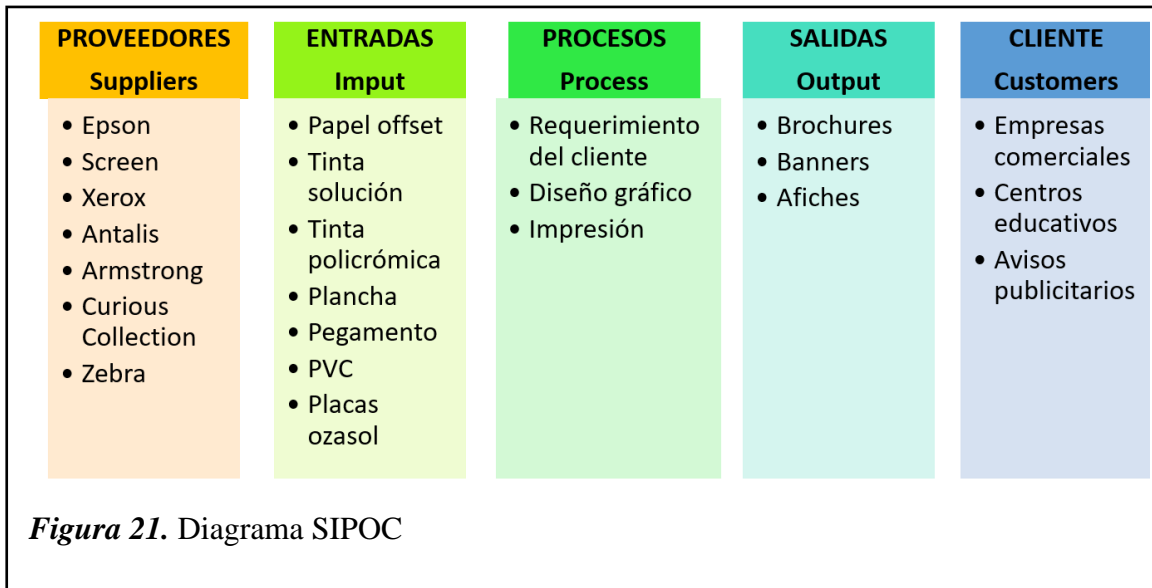 PROVEEDORES
Suppliers
• Epson
• Screen
• Xerox
• Antalis
• Armstrong
• Curious
Collection
• Zebra
ENTRADAS
Imput
• Papel offset
• Tinta
solución
• Tinta
policrómica
• Plancha
• Pegamento
• PVC
• Placas
ozasol
PROCESOS
Process
• Requerimiento
del cliente
• Diseño gráfico
• Impresión
SALIDAS
Output
• Brochures
• Banners
• Afiches
CLIENTE
Customers
• Empresas
comerciales
• Centros
educativos
• Avisos
publicitarios
Figura 21. Diagrama SIPOC